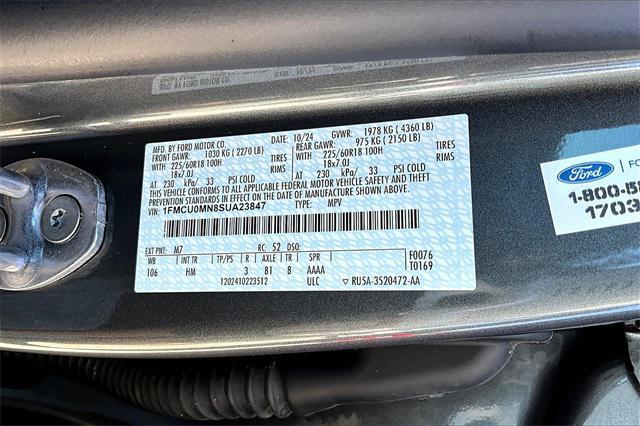 MFD. BY FORD MOTOR CO.
10/24 GVWR: 1978 KG ( 4360 LB)
FRONT GAWR: 1030 KG ( 2270 LB)
REAR GAWR: 975 KG ( 2150 LB)
WITH 225/60R18 100H TIRES
WITH 225/60R18 100H TIRES
18x7.0J RIMS
18x7.0J RIMS
AT 230 kPa/ 33 PSI COLD
AT 230 kPa/ 33 PSI COLD
THIS VEHICLE CONFORMS TO ALL APPLICABLE FEDERAL MOTOR VEHICLE SAFETY AND THEFT PREVENTION
STANDARDS IN EFFECT ON THE DATE OF MANUFACTURE SHOWN ABOVE.
VIN: 1FMCU0MN8SUA23847 TYPE: MPV
EXT PNT: M7 RC: 52 DSO:
WB INT TR TP/PS R AXLE TR SPR F0076
106 HM 3 81 8 AAAA T0169
1202410223512 ULC RU5A-3520472-AA
Ford
1-800-
1703